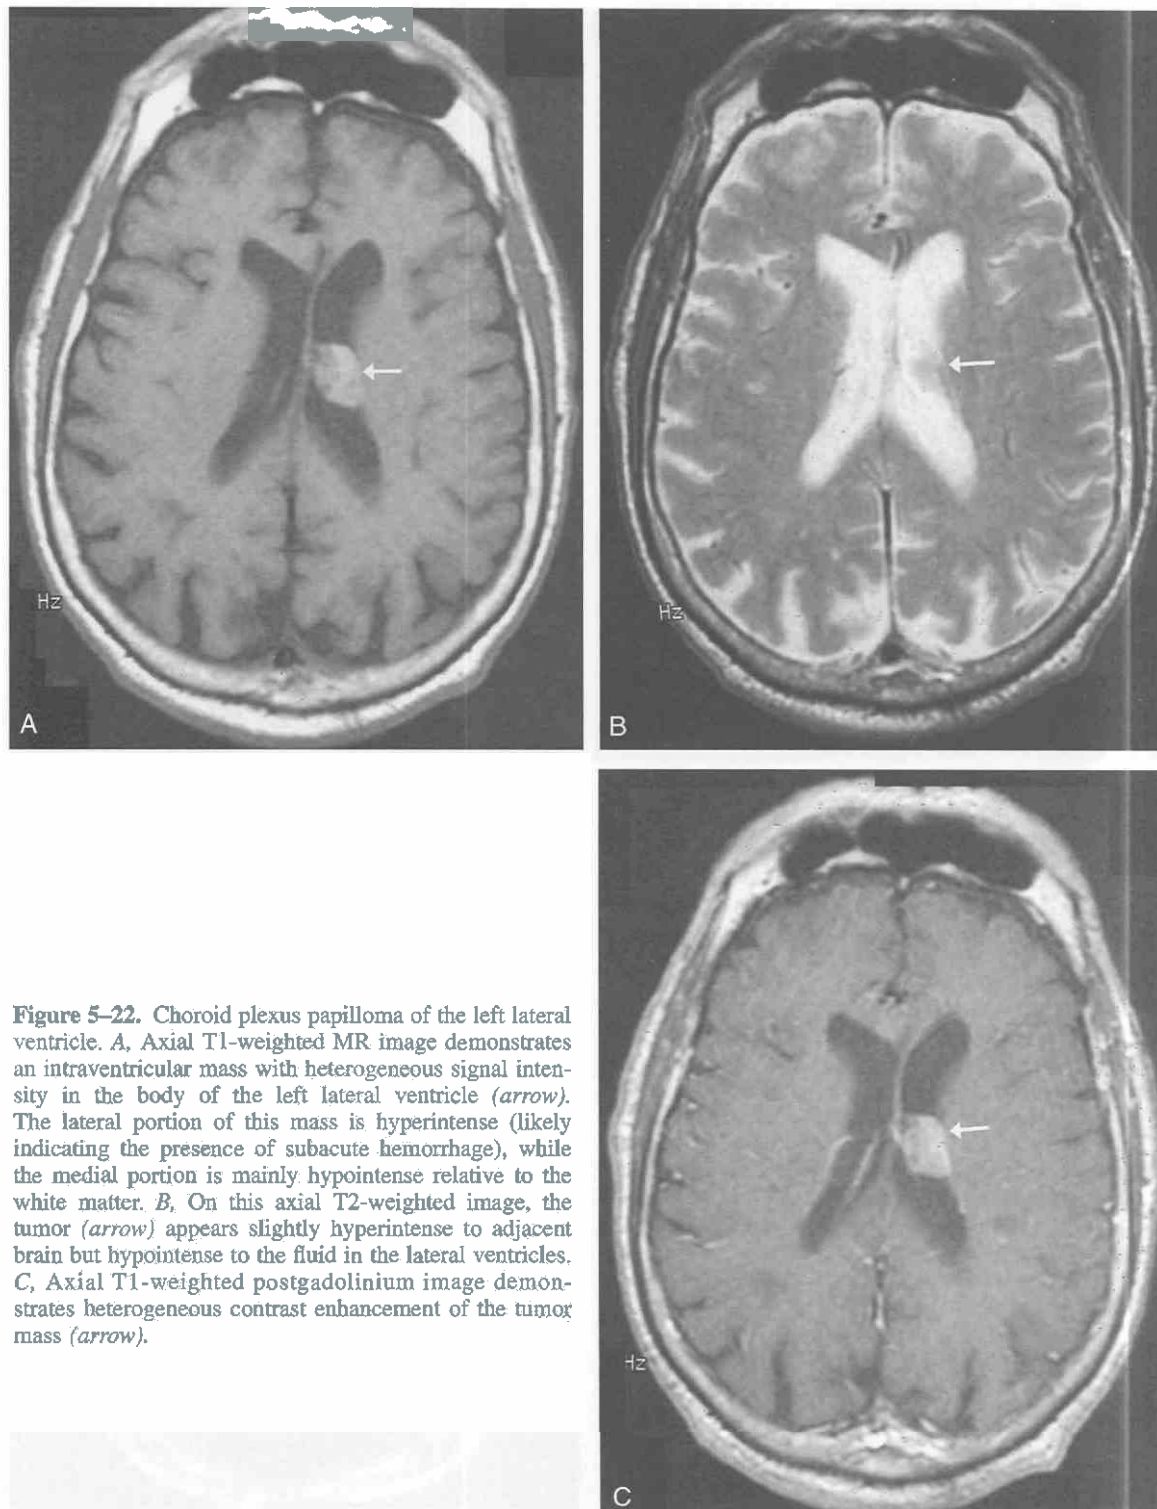 Hz
A
Hz
B
Figure 5–22. Choroid plexus papilloma of the left lateral
ventricle. A, Axial T1-weighted MR image demonstrates
an intraventricular mass with heterogeneous signal inten-
sity in the body of the left lateral ventricle (arrow).
The lateral portion of this mass is hyperintense (likely
indicating the presence of subacute hemorrhage), while
the medial portion is mainly hypointense relative to the
white matter. B, On this axial T2-weighted image, the
tumor (arrow) appears slightly hyperintense to adjacent
brain but hypointense to the fluid in the lateral ventricles.
C, Axial T1-weighted postgadolinium image demon-
strates heterogeneous contrast enhancement of the tumor
mass (arrow).
Hz
C